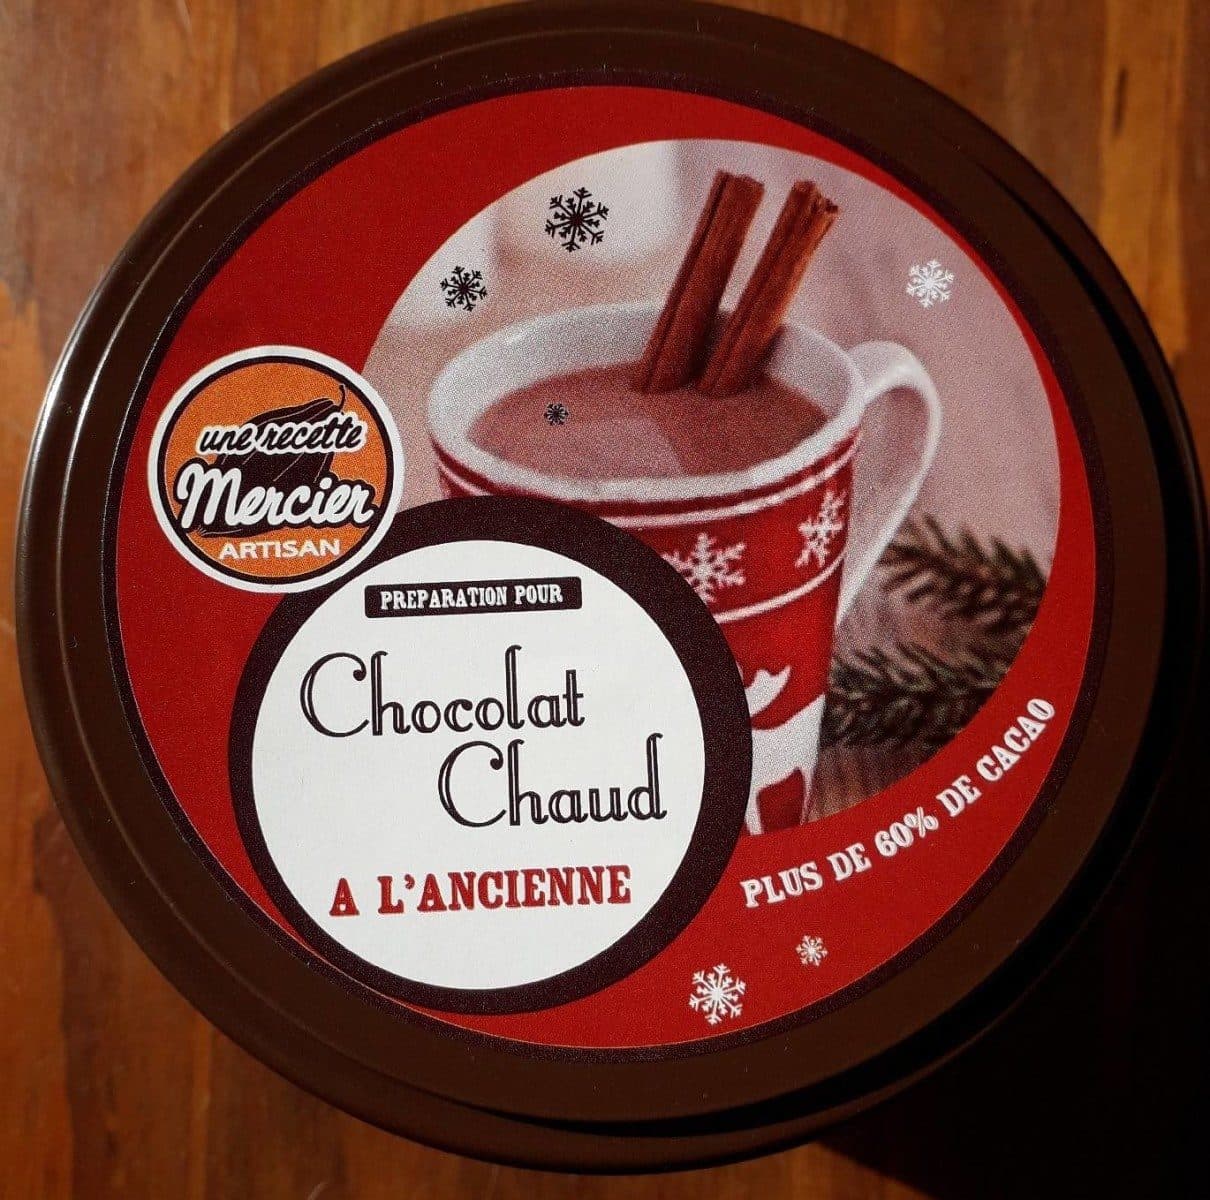 une recette
Mercier
ARTISAN
PREPARATION POUR
Chocolat
Chaud
A L'ANCIENNE
PLUS DE 60% DE CACAO